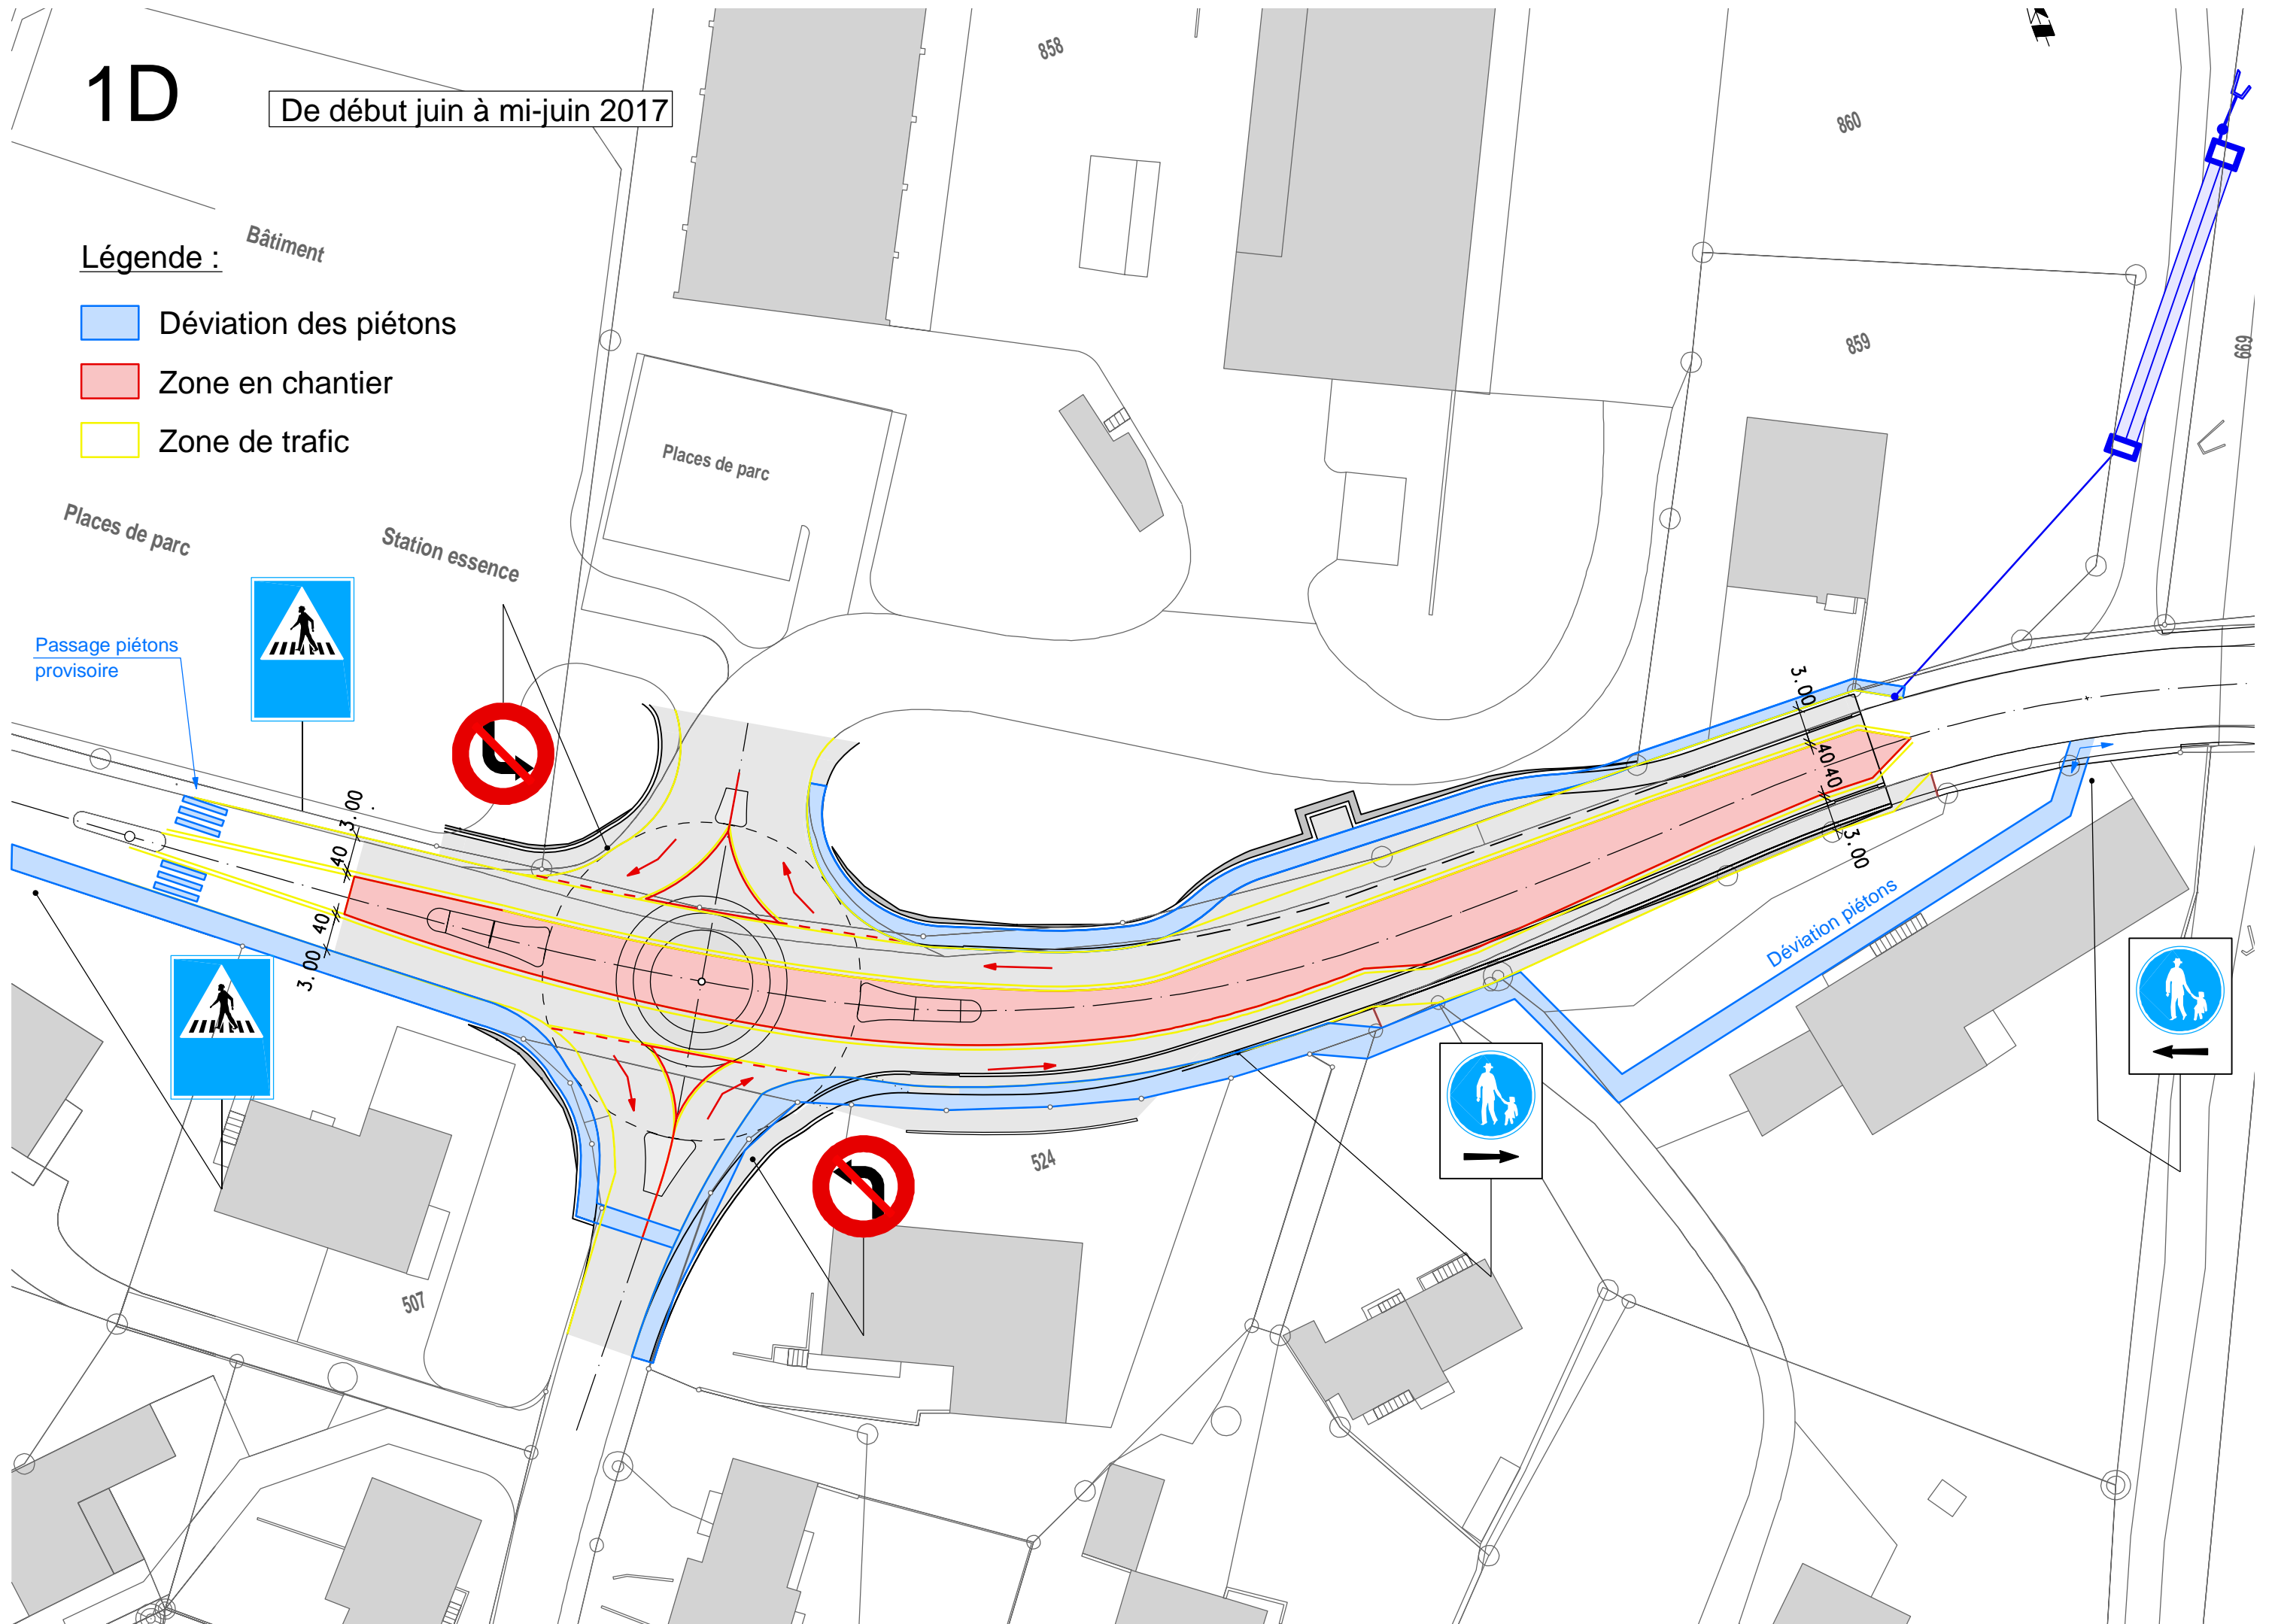 1D
De début juin à mi-juin 2017
858
860
Bâtiment
Légende :
Déviation des piétons
859
669
Zone en chantier
Zone de trafic
Places de parc
Places de parc
Station essence
Passage piétons
provisoire
3.00
40
40
3.00
3.00
40
40
3.00
Déviation piétons
524
507